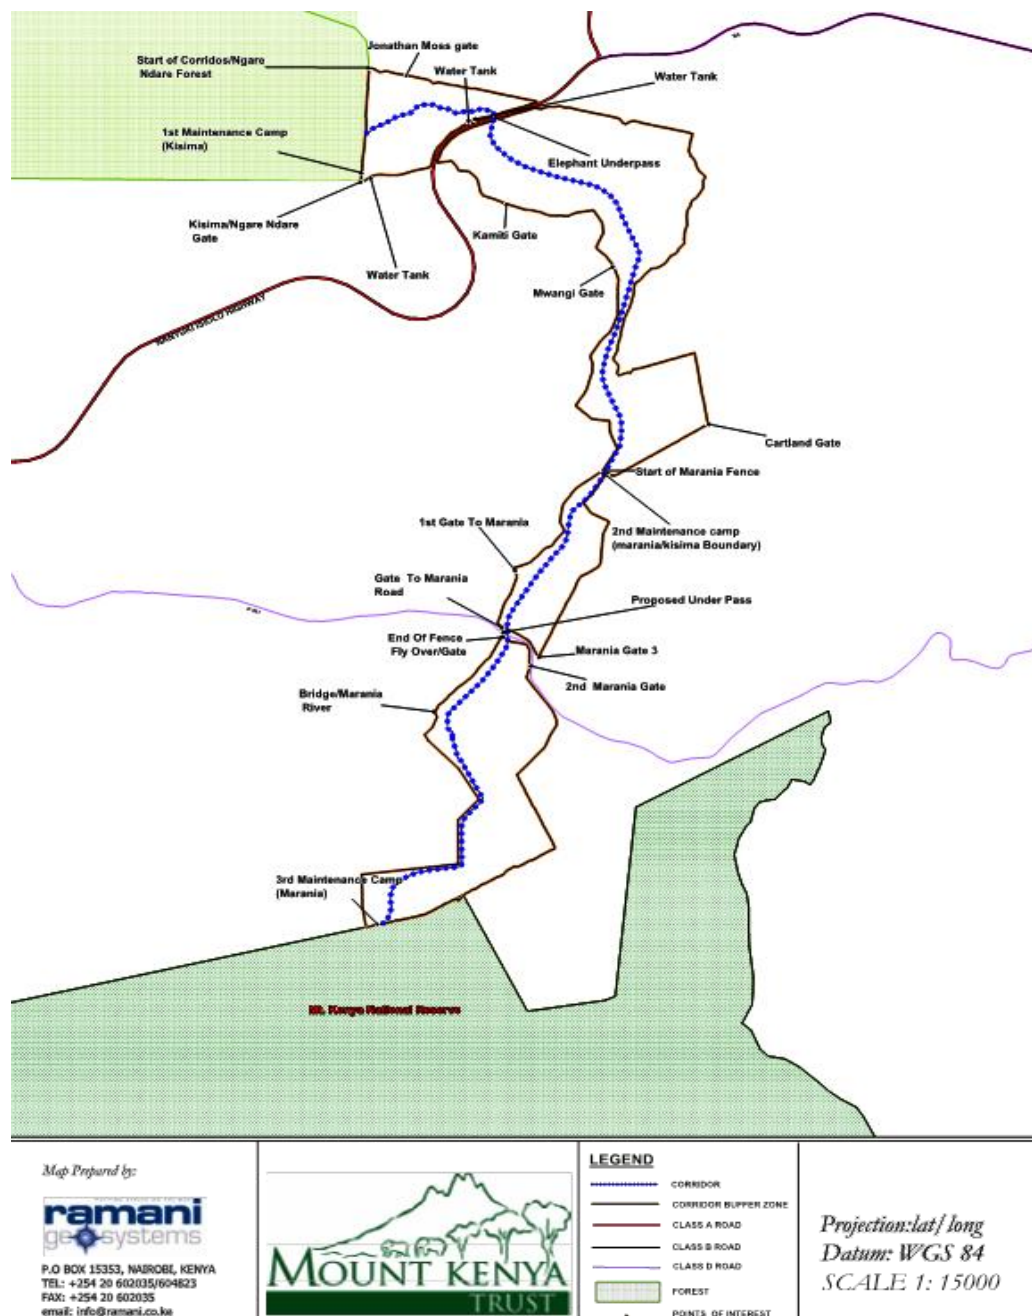 Jonathan Moss gate
Start of Corridos/Ngare
Ndare Forest
Water Tank
Water Tank
1st Maintenance Camp
(Kisima)
Elephant Underpass
Kisima/Ngare Ndare
Gate
Kamiti Gate
Water Tank
Mwangi Gate
NANYUKI ISIOLO HIGHWAY
Cartland Gate
Start of Marania Fence
1st Gate To Marania
2nd Maintenance camp
(marania/kisima Boundary)
Gate To Marania
Road
Proposed Under Pass
End Of Fence
Fly Over/Gate
Marania Gate 3
2nd Marania Gate
Bridge/Marania
River
3rd Maintenance Camp
(Marania)
Mt. Kenya National Reserve
Map Prepared by:
ramani
geosystems
P.O BOX 15353, NAIROBI, KENYA
TEL: +254 20 602035/604823
FAX: +254 20 602035
email: info@ramani.co.ke
MOUNT KENYA
TRUST
LEGEND
CORRIDOR
CORRIDOR BUFFER ZONE
CLASS A ROAD
CLASS B ROAD
CLASS D ROAD
FOREST
POINTS OF INTEREST
Projection:lat/long
Datum: WGS 84
SCALE 1: 15000